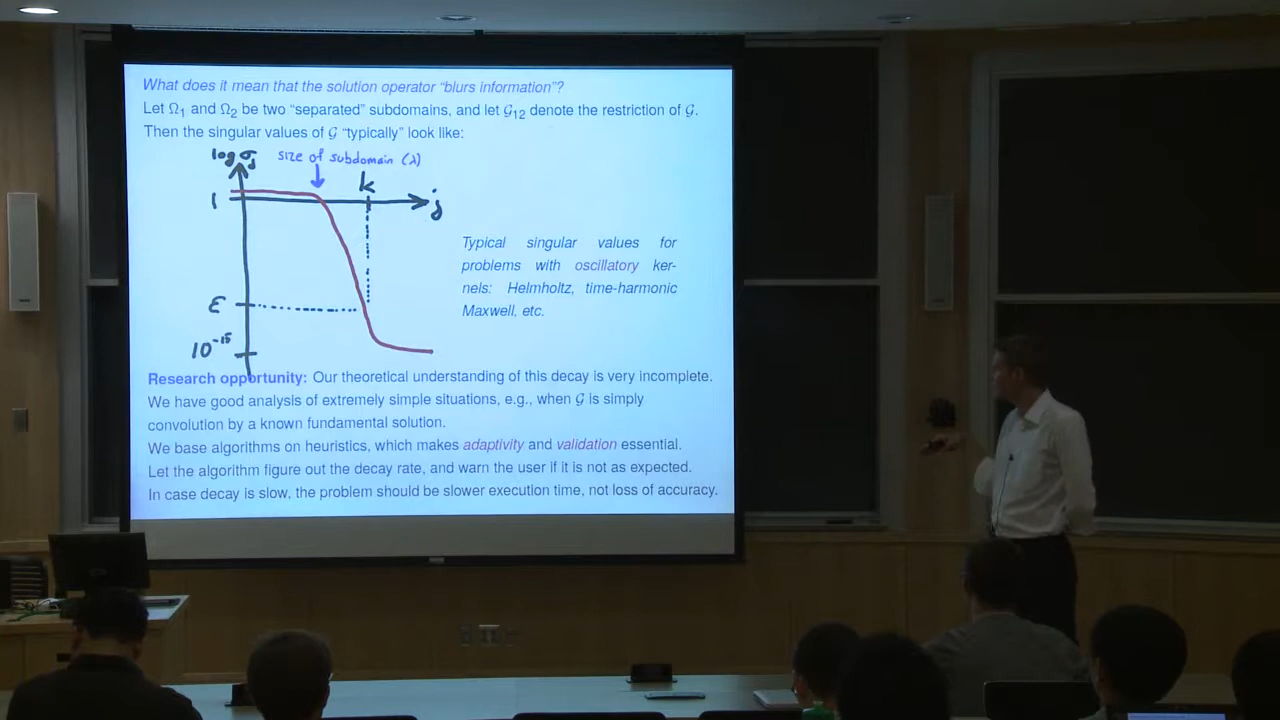 What does it mean that the solution operator “blurs information”?
Let Ω₁ and Ω₂ be two “separated” subdomains, and let 𝒢₁₂ denote the restriction of 𝒢.
Then the singular values of 𝒢 “typically” look like:
log σj
size of subdomain (λ)
k
1
j
Typical singular values for
problems with oscillatory ker-
nels: Helmholtz, time-harmonic
Maxwell, etc.
ε
10⁻¹⁵
Research opportunity: Our theoretical understanding of this decay is very incomplete.
We have good analysis of extremely simple situations, e.g., when 𝒢 is simply
convolution by a known fundamental solution.
We base algorithms on heuristics, which makes adaptivity and validation essential.
Let the algorithm figure out the decay rate, and warn the user if it is not as expected.
In case decay is slow, the problem should be slower execution time, not loss of accuracy.